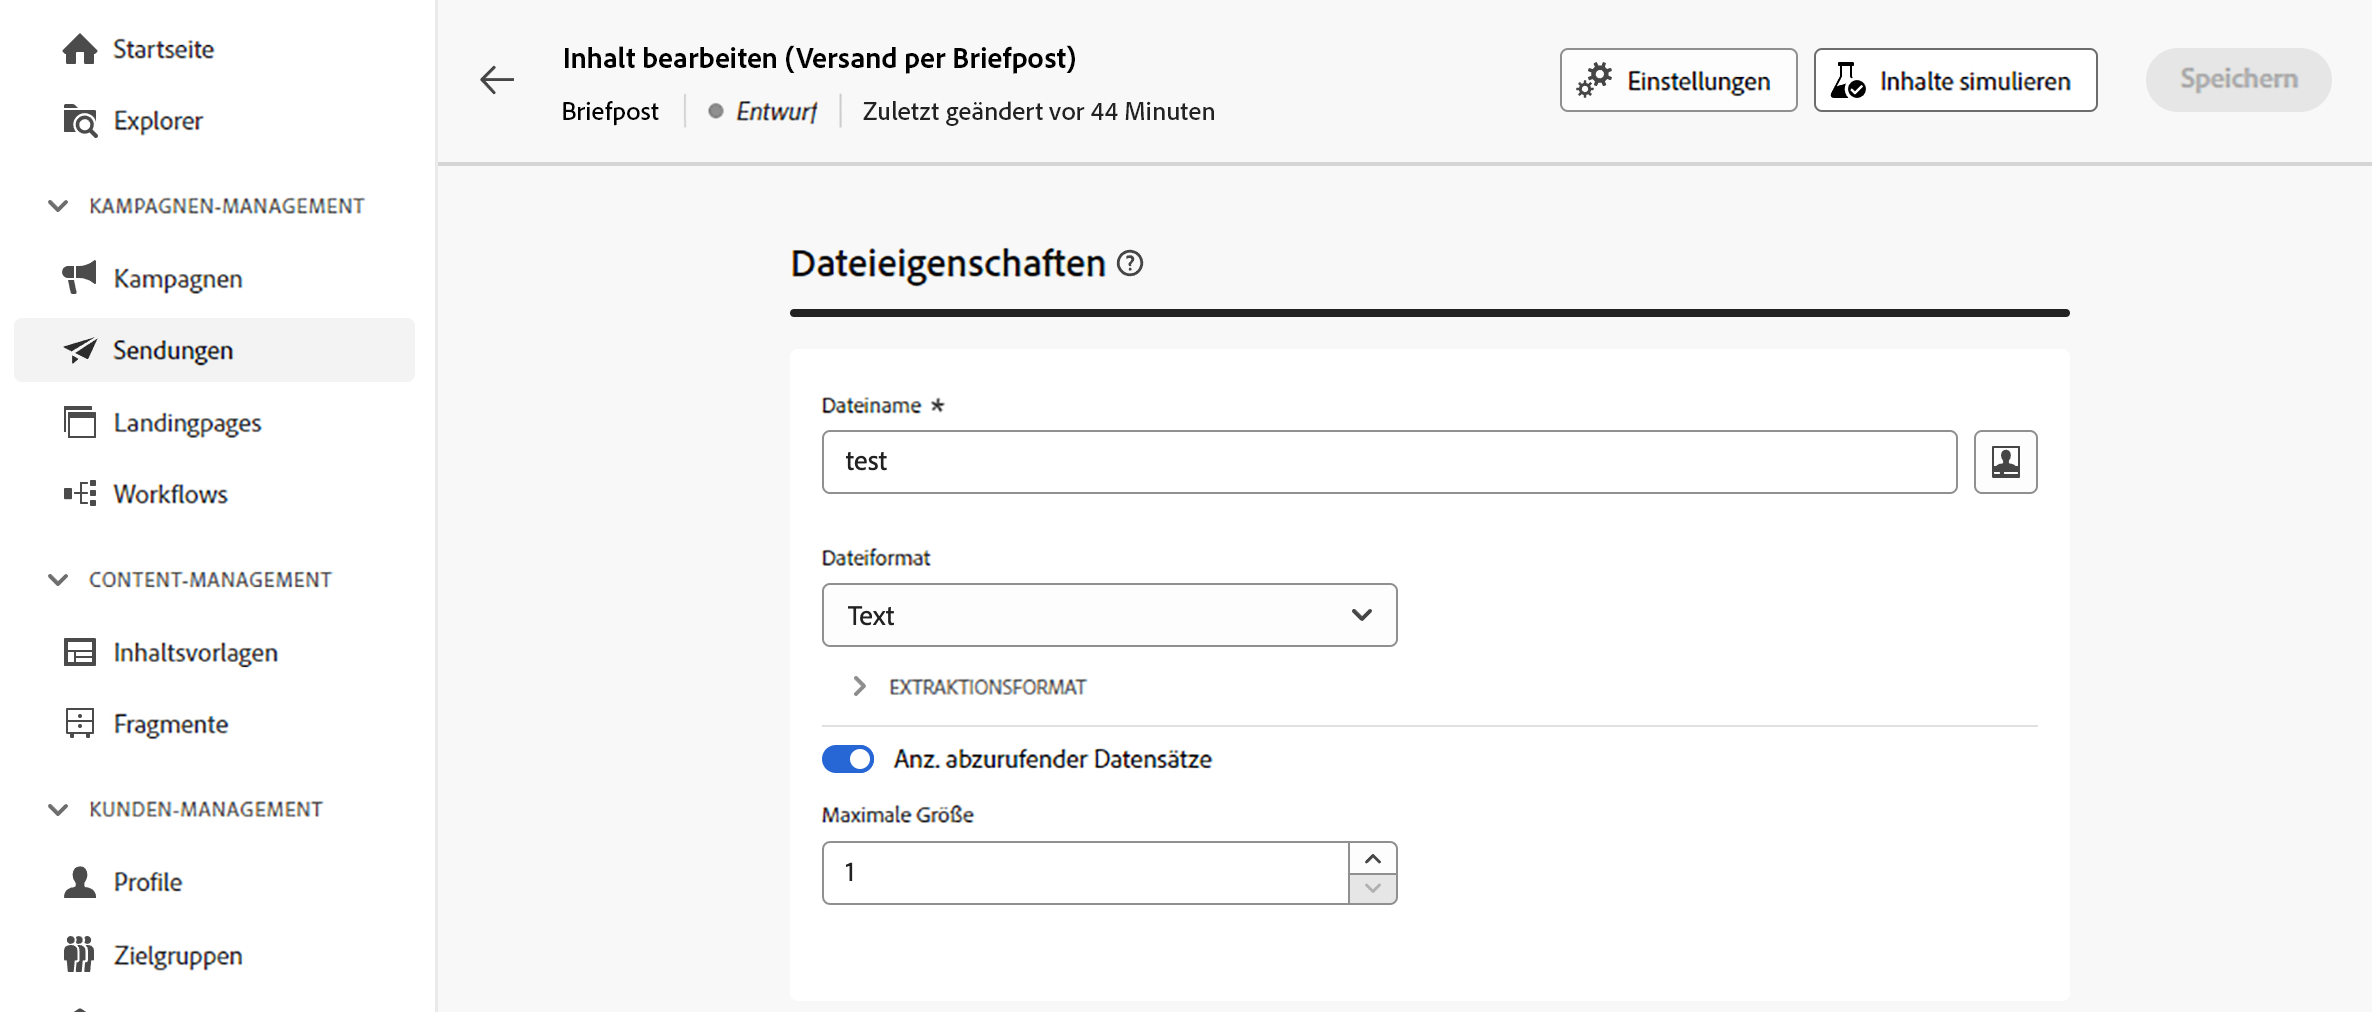 Startseite
Explorer
KAMPAGNEN-MANAGEMENT
Kampagnen
Sendungen
Landingpages
Workflows
CONTENT-MANAGEMENT
Inhaltsvorlagen
Fragmente
KUNDEN-MANAGEMENT
Profile
Zielgruppen
Inhalt bearbeiten (Versand per Briefpost)
Briefpost Entwurf Zuletzt geändert vor 44 Minuten
Einstellungen
Inhalte simulieren
Speichern
Dateieigenschaften
Dateiname *
test
Dateiformat
Text
EXTRAKTIONSFORMAT
Anz. abzurufender Datensätze
Maximale Größe
1